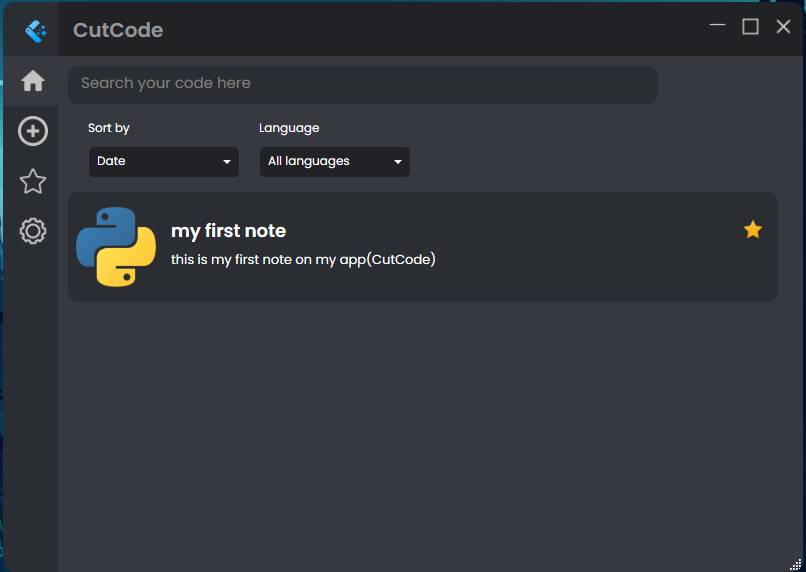 CutCode
Search your code here
Sort by
Language
Date
All languages
my first note
this is my first note on my app(CutCode)